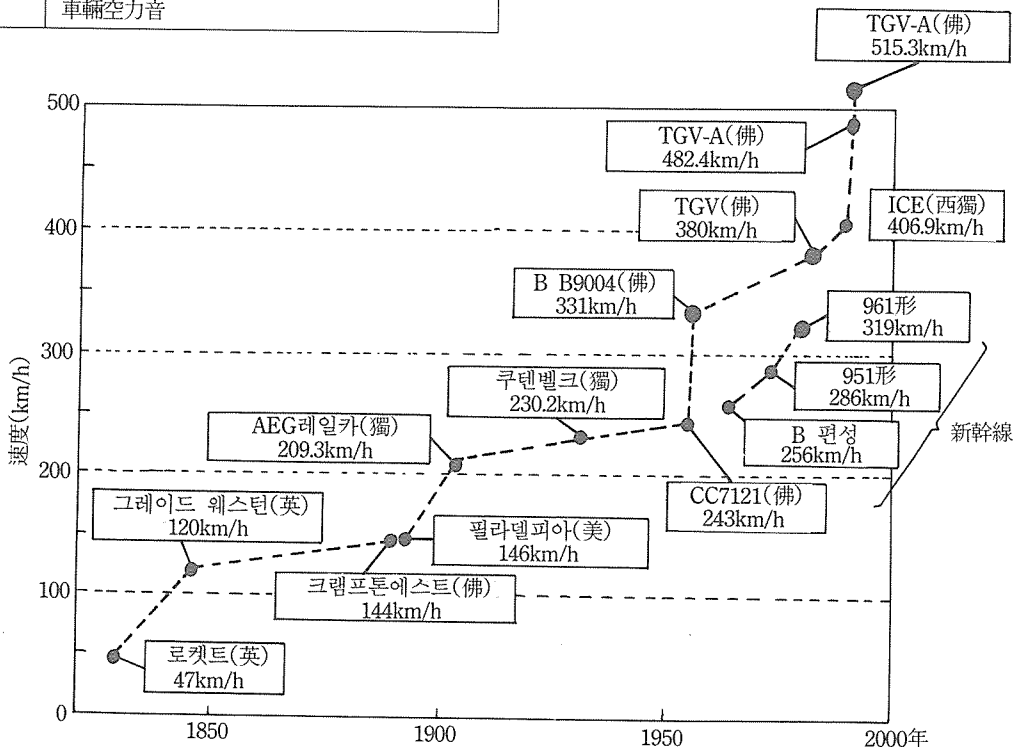 車輛空力音
TGV-A(佛)
515.3km/h
500
TGV-A(佛)
482.4km/h
TGV(佛)
380km/h
ICE(西獨)
406.9km/h
400
B B9004(佛)
331km/h
961形
319km/h
300
쿠텐벨크(獨)
230.2km/h
951形
286km/h
AEG레일카(獨)
209.3km/h
B 편성
256km/h
新幹線
速度(km/h)
200
CC7121(佛)
243km/h
그레이드 웨스턴(英)
120km/h
필라델피아(美)
146km/h
크램프톤에스트(佛)
144km/h
100
로켓트(英)
47km/h
0
1850
1900
1950
2000年